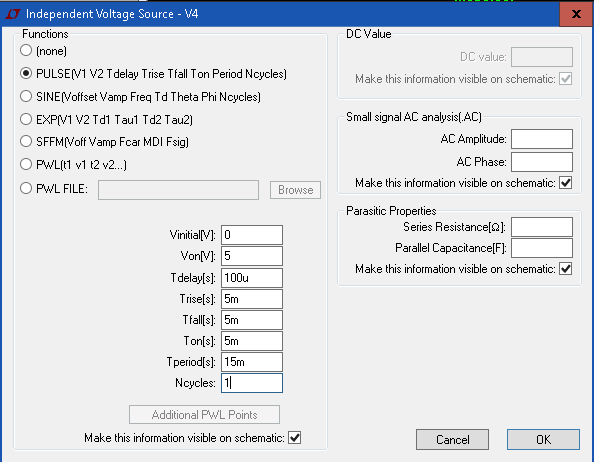 Independent Voltage Source - V4
X
Functions
(none)
PULSE(V1 V2 Tdelay Trise Tfall Ton Period Ncycles)
SINE(Voffset Vamp Freq Td Theta Phi Ncycles)
EXP(V1 V2 Td1 Tau1 Td2 Tau2)
SFFM(Voff Vamp Fcar MDI Fsig)
PWL(t1 v1 t2 v2...)
PWL FILE:
Browse
Vinitial[V]: 0
Von[V]: 5
Tdelay[s]: 100u
Trise[s]: 5m
Tfall[s]: 5m
Ton[s]: 5m
Tperiod[s]: 15m
Ncycles: 1
Additional PWL Points
Make this information visible on schematic:
DC Value
DC value:
Make this information visible on schematic:
Small signal AC analysis(.AC)
AC Amplitude:
AC Phase:
Make this information visible on schematic:
Parasitic Properties
Series Resistance[Ω]:
Parallel Capacitance[F]:
Make this information visible on schematic:
Cancel
OK